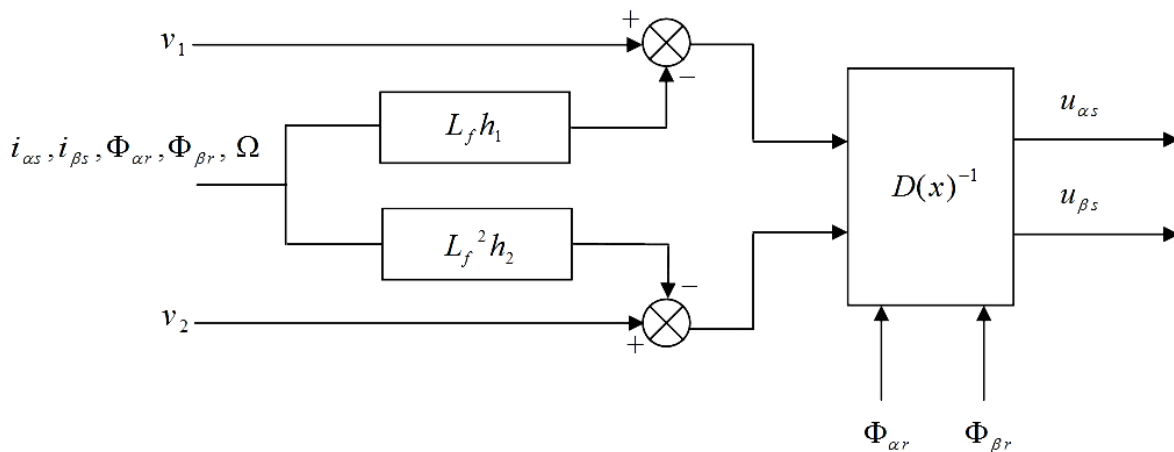 v₁
+
−
L_f h₁
i_αs, i_βs, Φ_αr, Φ_βr, Ω
L_f² h₂
−
v₂
+
D(x)⁻¹
u_αs
u_βs
Φ_αr Φ_βr